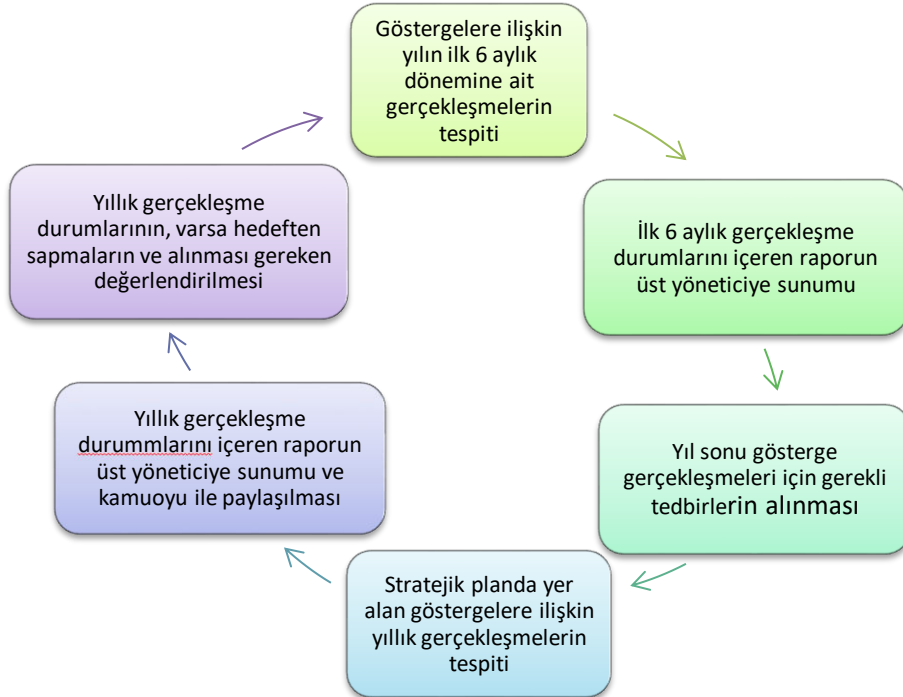 Göstergelere ilişkin
yılın ilk 6 aylık
dönemine ait
gerçekleşmelerin
tespiti
İlk 6 aylık gerçekleşme
durumlarını içeren raporun
üst yöneticiye sunumu
Yıl sonu gösterge
gerçekleşmeleri için gerekli
tedbirlerin alınması
Stratejik planda yer
alan göstergelere ilişkin
yıllık gerçekleşmelerin
tespiti
Yıllık gerçekleşme
durummlarını içeren raporun
üst yöneticiye sunumu ve
kamuoyu ile paylaşılması
Yıllık gerçekleşme
durumlarının, varsa hedeften
sapmaların ve alınması gereken
değerlendirilmesi